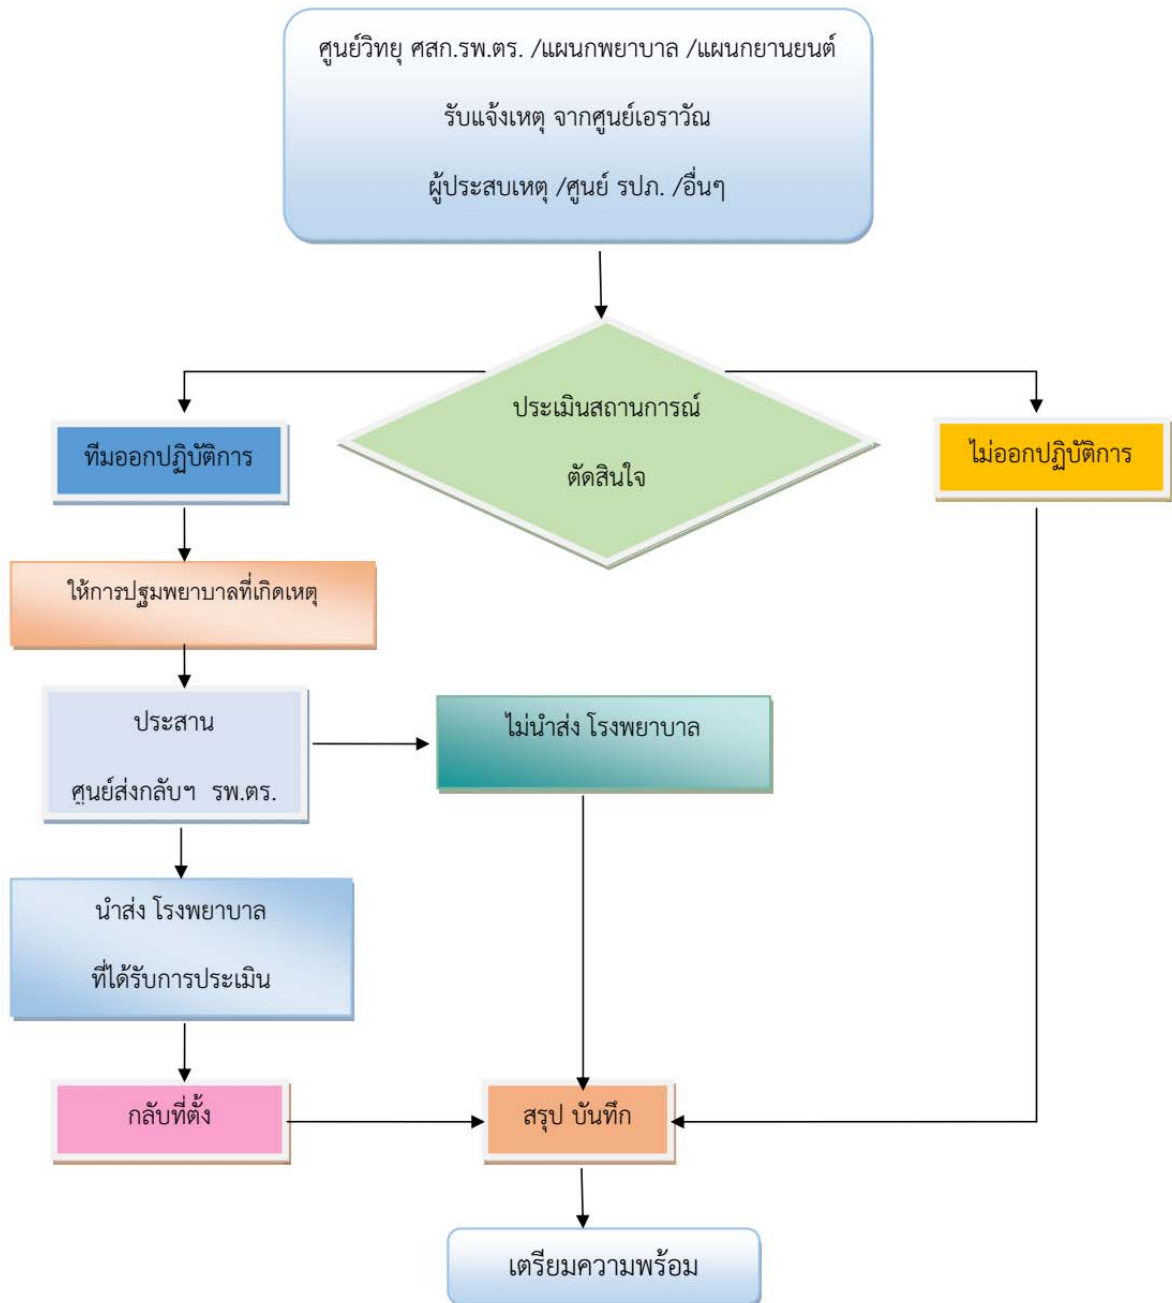 ศูนย์วิทยุ ศสก.รพ.ตร. /แผนกพยาบาล /แผนกยานยนต์
รับแจ้งเหตุ จากศูนย์เอราวัณ
ผู้ประสบเหตุ /ศูนย์ รปภ. /อื่นๆ
ประเมินสถานการณ์
ตัดสินใจ
ทีมออกปฏิบัติการ
ไม่ออกปฏิบัติการ
ให้การปฐมพยาบาลที่เกิดเหตุ
ประสาน
ศูนย์ส่งกลับฯ รพ.ตร.
ไม่นำส่ง โรงพยาบาล
นำส่ง โรงพยาบาล
ที่ได้รับการประเมิน
กลับที่ตั้ง
สรุป บันทึก
เตรียมความพร้อม